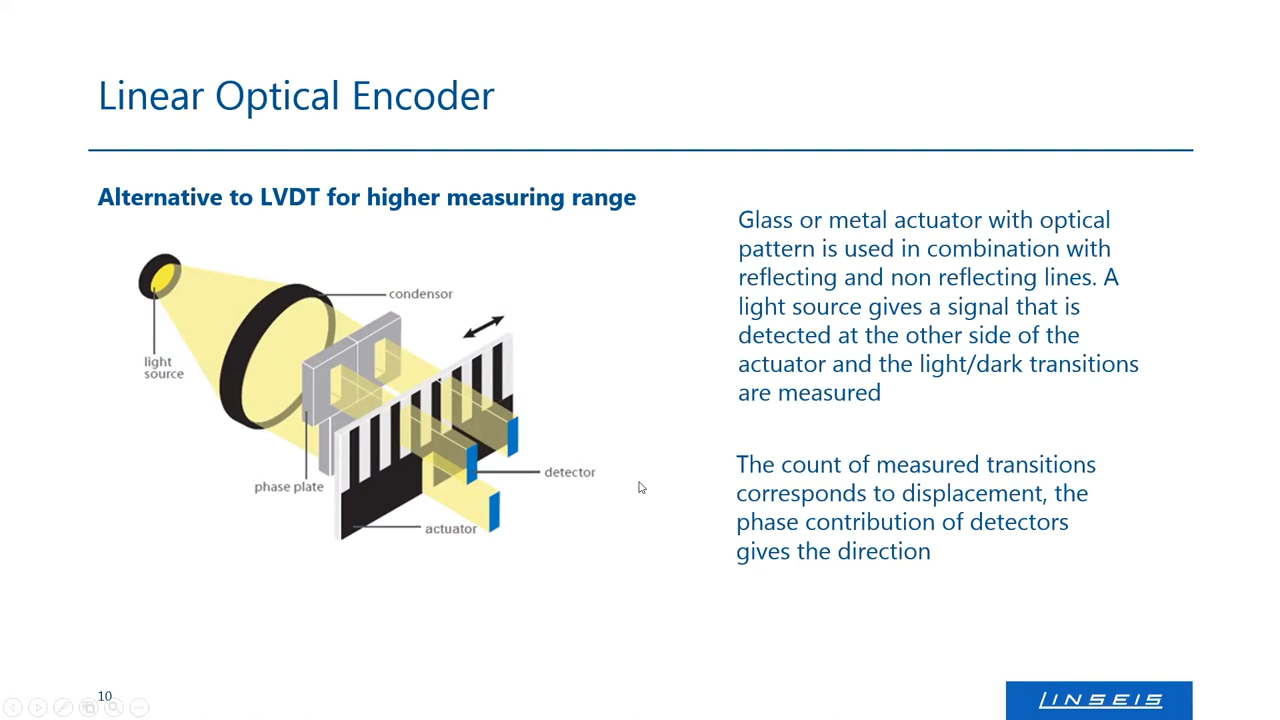 Linear Optical Encoder
Alternative to LVDT for higher measuring range
condensor
light
source
phase plate
detector
actuator
Glass or metal actuator with optical
pattern is used in combination with
reflecting and non reflecting lines. A
light source gives a signal that is
detected at the other side of the
actuator and the light/dark transitions
are measured
The count of measured transitions
corresponds to displacement, the
phase contribution of detectors
gives the direction
10
LINSEIS